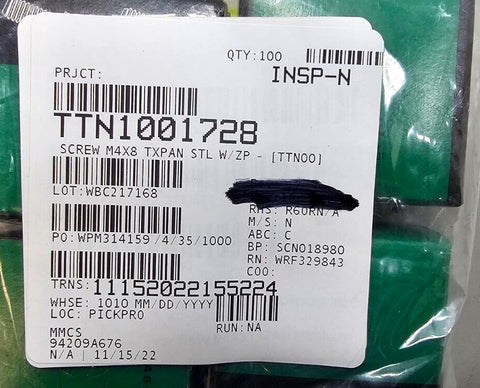 QTY:100
PRJCT:
INSP-N
TTN1001728
SCREW M4X8 TXPAN STL W/ZP - [TTN00]
LOT:WBC217168
RHS: R60RN/A
M/S: N
PO:WPM314159 /4/35/1000
ABC: C
BP: SCN018980
RN: WRF329843
COO:
TRNS:11152022155224
WHSE: 1010 MM/DD/YYYY
LOC: PICKPRO
RUN:NA
MMCS
94209A676
N/A | 11/15/22